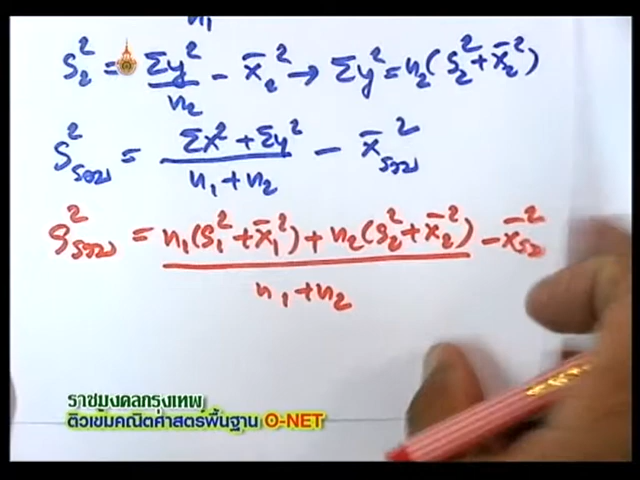 n₁
S₂² = Σy²/n₂ - x̄₂² → Σy² = n₂(S₂² + x̄₂²)
S²รวม = (Σx² + Σy²)/(n₁ + n₂) - x̄²รวม
S²รวม = (n₁(S₁² + x̄₁²) + n₂(S₂² + x̄₂²))/(n₁ + n₂) - x̄²รว
ราชมงคลกรุงเทพ
ติวเข้มคณิตศาสตร์พื้นฐาน O-NET